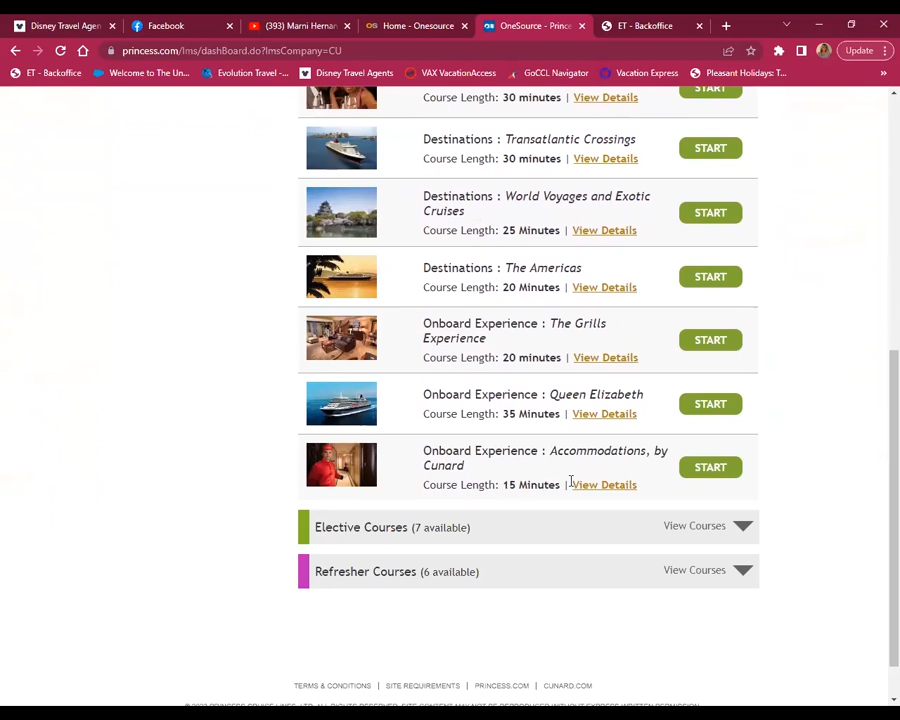 Disney Travel Agen
Facebook
(393) Marni Hernan
Home - Onesource
OneSource - Prince
ET - Backoffice
princess.com/lms/dashBoard.do?lmsCompany=CU
Update
ET - Backoffice
Welcome to The Un...
Evolution Travel -...
Disney Travel Agents
VAX VacationAccess
GoCCL Navigator
Vacation Express
Pleasant Holidays: T...
Course Length: 30 minutes | View Details
START
Destinations : Transatlantic Crossings
Course Length: 30 minutes | View Details
START
Destinations : World Voyages and Exotic
Cruises
Course Length: 25 Minutes | View Details
START
Destinations : The Americas
Course Length: 20 Minutes | View Details
START
Onboard Experience : The Grills
Experience
Course Length: 20 minutes | View Details
START
Onboard Experience : Queen Elizabeth
Course Length: 35 Minutes | View Details
START
Onboard Experience : Accommodations, by
Cunard
Course Length: 15 Minutes | View Details
START
Elective Courses (7 available)
View Courses
Refresher Courses (6 available)
View Courses
TERMS & CONDITIONS | SITE REQUIREMENTS | PRINCESS.COM | CUNARD.COM